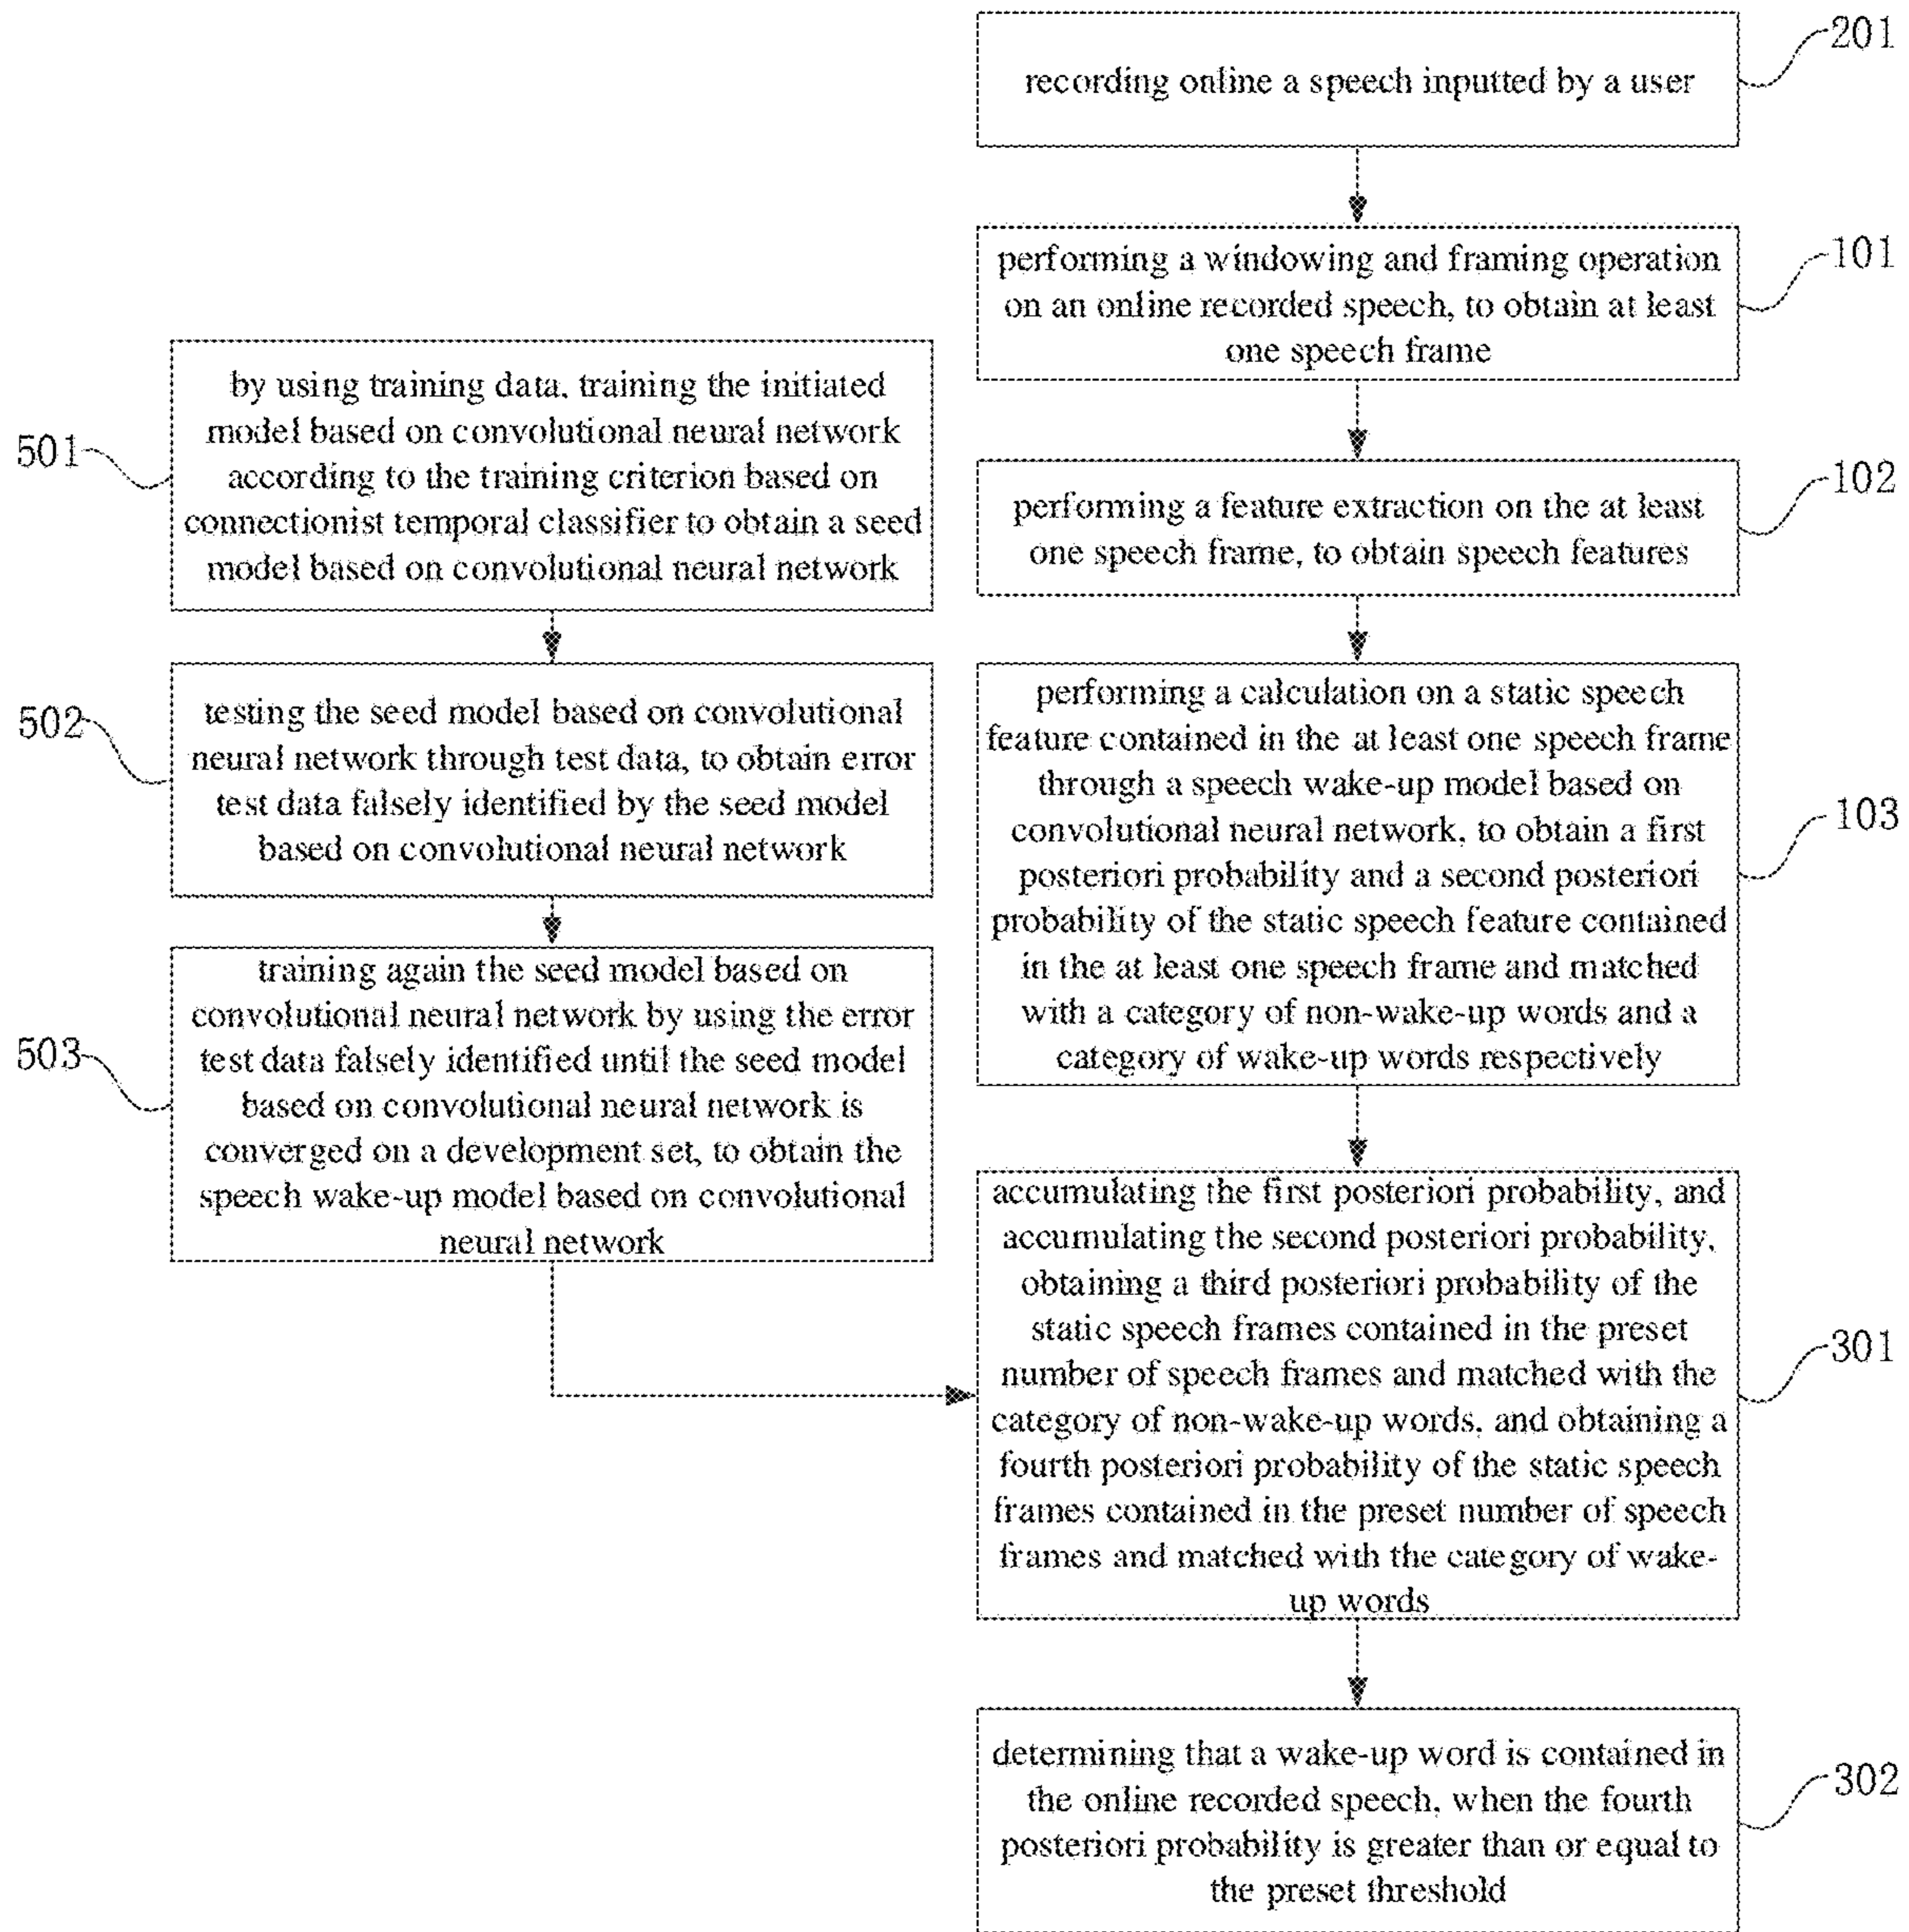 201
recording online a speech inputted by a user
101
performing a windowing and framing operation
on an online recorded speech, to obtain at least
one speech frame
102
performing a feature extraction on the at least
one speech frame, to obtain speech features
103
performing a calculation on a static speech
feature contained in the at least one speech frame
through a speech wake-up model based on
convolutional neural network, to obtain a first
posteriori probability and a second posteriori
probability of the static speech feature contained
in the at least one speech frame and matched
with a category of non-wake-up words and a
category of wake-up words respectively
501
by using training data, training the initiated
model based on convolutional neural network
according to the training criterion based on
connectionist temporal classifier to obtain a seed
model based on convolutional neural network
502
testing the seed model based on convolutional
neural network through test data, to obtain error
test data falsely identified by the seed model
based on convolutional neural network
503
training again the seed model based on
convolutional neural network by using the error
test data falsely identified until the seed model
based on convolutional neural network is
converged on a development set, to obtain the
speech wake-up model based on convolutional
neural network
301
accumulating the first posteriori probability, and
accumulating the second posteriori probability,
obtaining a third posteriori probability of the
static speech frames contained in the preset
number of speech frames and matched with the
category of non-wake-up words, and obtaining a
fourth posteriori probability of the static speech
frames contained in the preset number of speech
frames and matched with the category of wake-
up words
302
determining that a wake-up word is contained in
the online recorded speech, when the fourth
posteriori probability is greater than or equal to
the preset threshold